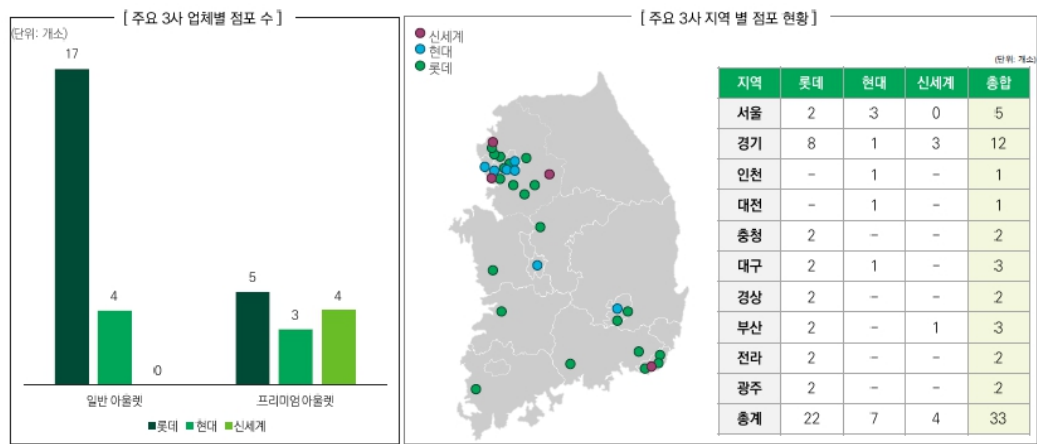 [ 주요 3사 업체별 점포 수 ]
(단위: 개소)
17
4
0
5
3
4
일반 아울렛
프리미엄 아울렛
롯데 현대 신세계
[ 주요 3사 지역 별 점포 현황 ]
신세계
현대
롯데
(단위: 개소)
지역 롯데 현대 신세계 총합
서울 2 3 0 5
경기 8 1 3 12
인천 - 1 - 1
대전 - 1 - 1
충청 2 - - 2
대구 2 1 - 3
경상 2 - - 2
부산 2 - 1 3
전라 2 - - 2
광주 2 - - 2
총계 22 7 4 33